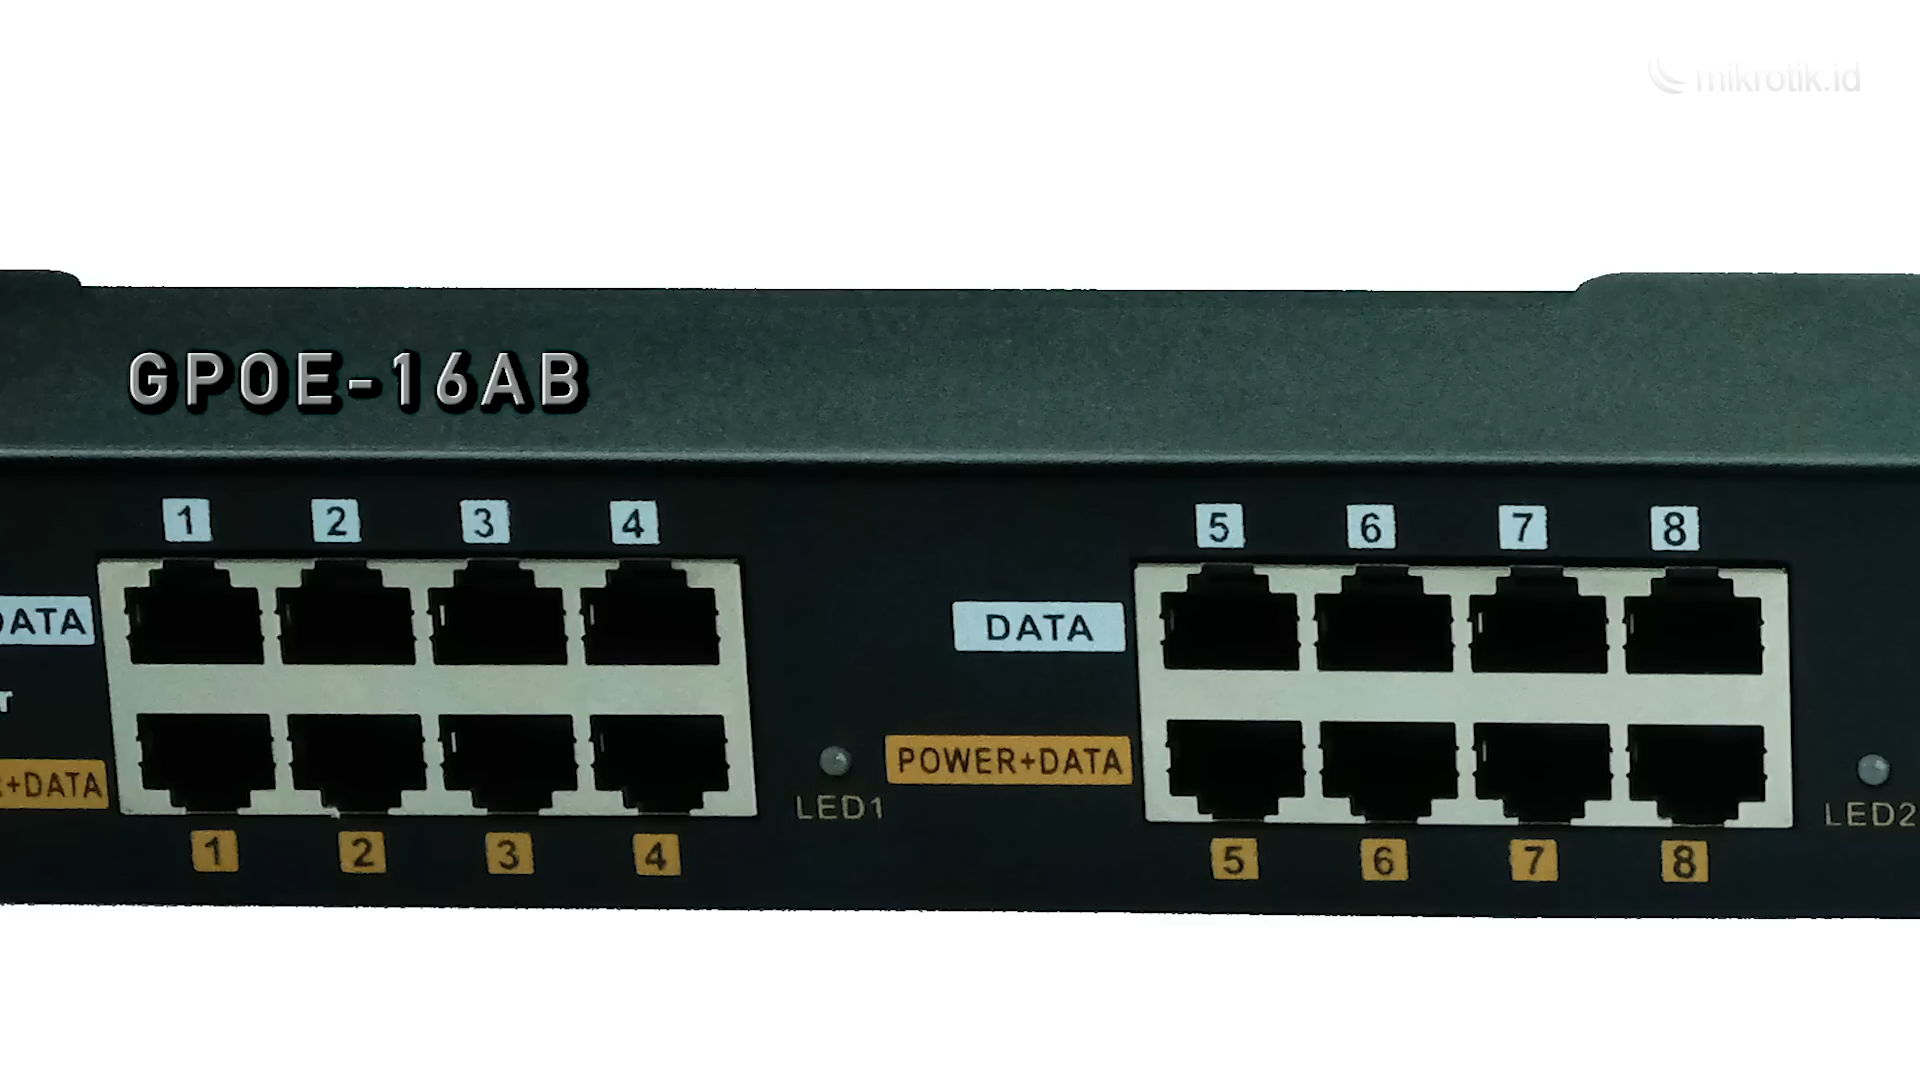 mikrotik.id
GPOE-16AB
1 2 3 4 5 6 7 8
DATA DATA
+DATA LED1 POWER+DATA LED2
1 2 3 4 5 6 7 8